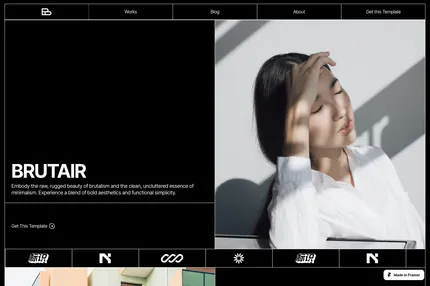 Works
Blog
About
Get this Template
BRUTAIR
Embody the raw, rugged beauty of brutalism and the clean, uncluttered essence of
minimalism. Experience a blend of bold aesthetics and functional simplicity.
Get This Template
Made in Framer